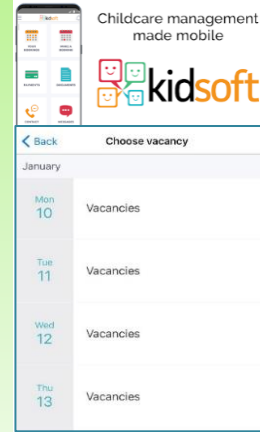 Childcare management
made mobile
kidsoft
Back
Choose vacancy
January
Mon
10
Vacancies
Tue
11
Vacancies
Wed
12
Vacancies
Thu
13
Vacancies